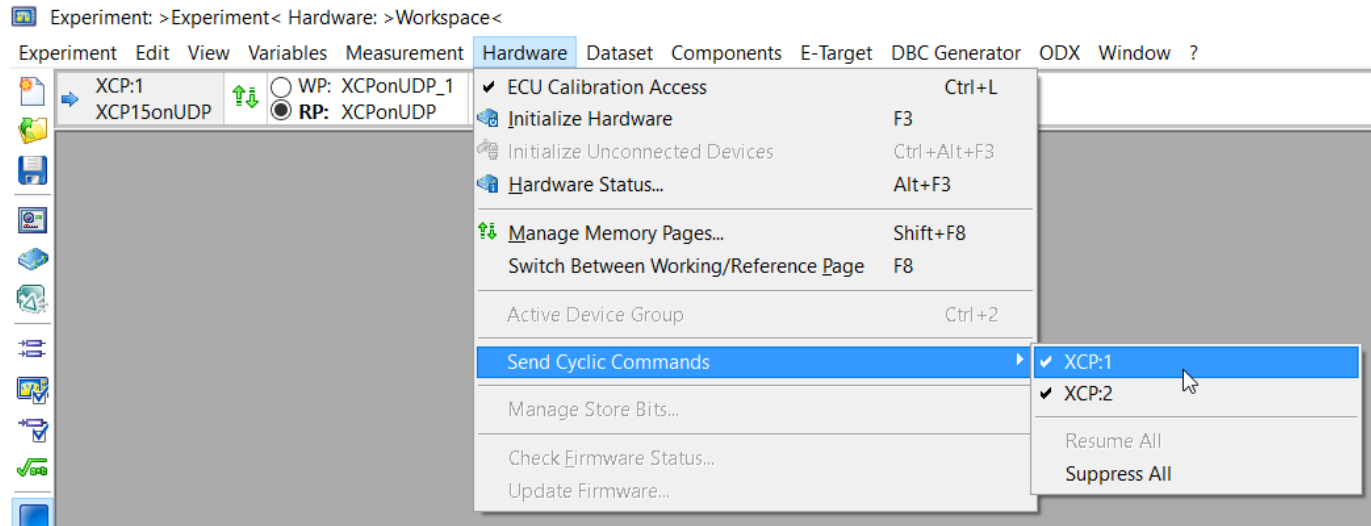 Experiment: >Experiment< Hardware: >Workspace<
Experiment Edit View Variables Measurement Hardware Dataset Components E-Target DBC Generator ODX Window ?
XCP:1
XCP15onUDP
WP: XCPonUDP_1
RP: XCPonUDP
ECU Calibration Access Ctrl+L
Initialize Hardware F3
Initialize Unconnected Devices Ctrl+Alt+F3
Hardware Status... Alt+F3
Manage Memory Pages... Shift+F8
Switch Between Working/Reference Page F8
Active Device Group Ctrl+2
Send Cyclic Commands
Manage Store Bits...
Check Firmware Status...
Update Firmware...
XCP:1
XCP:2
Resume All
Suppress All